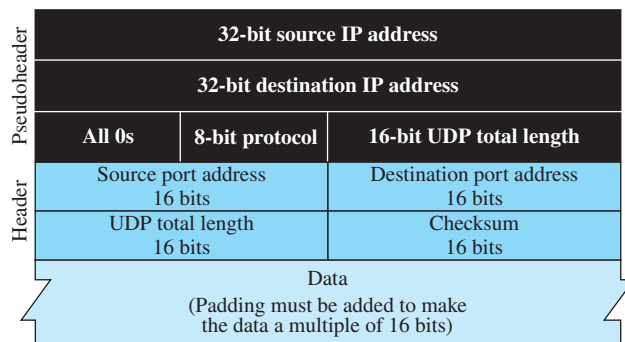 Pseudoheader
32-bit source IP address
32-bit destination IP address
All 0s
8-bit protocol
16-bit UDP total length
Header
Source port address
16 bits
Destination port address
16 bits
UDP total length
16 bits
Checksum
16 bits
Data
(Padding must be added to make
the data a multiple of 16 bits)